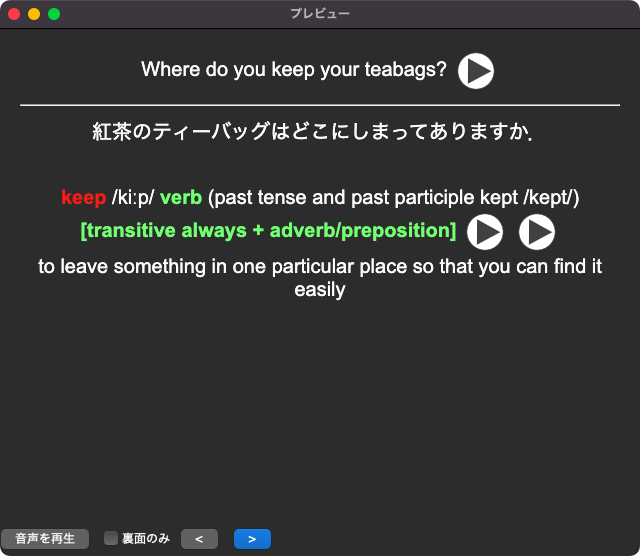 プレビュー
Where do you keep your teabags?
紅茶のティーバッグはどこにしまってありますか.
keep /kiːp/ verb (past tense and past participle kept /kept/)
[transitive always + adverb/preposition]
to leave something in one particular place so that you can find it
easily
音声を再生 裏面のみ < >